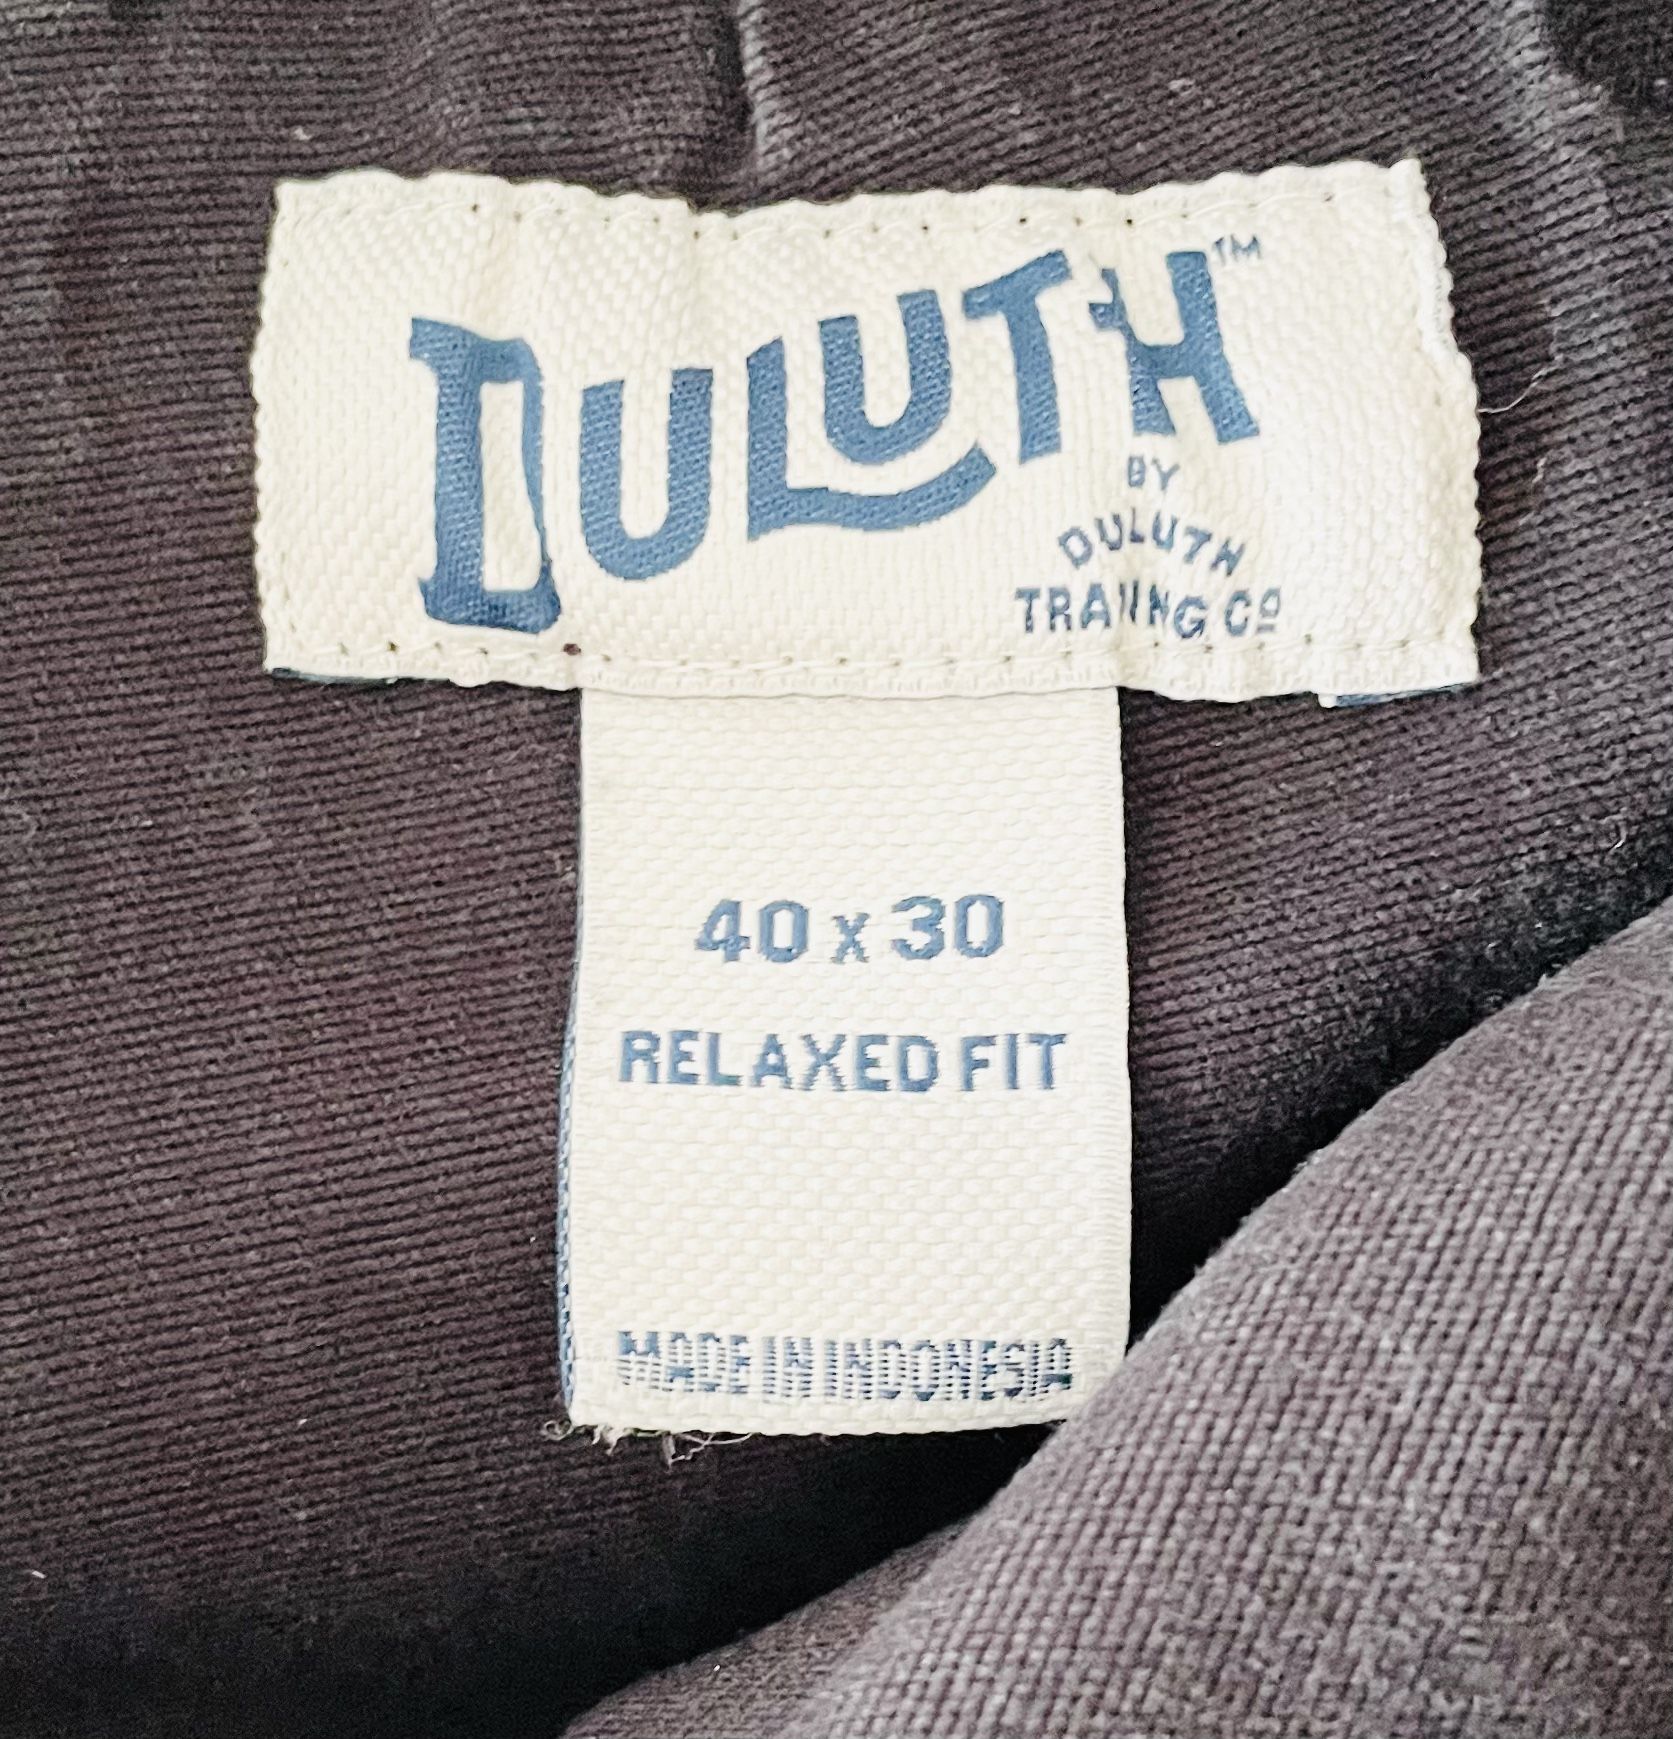 DULUTH™
BY
DULUTH
TRADING Cº
40 x 30
RELAXED FIT
MADE IN INDONESIA